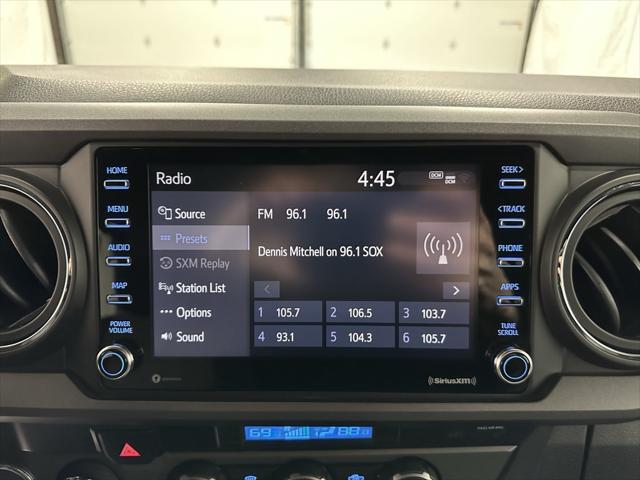 HOME
MENU
AUDIO
MAP
POWER
VOLUME
Radio
4:45
DCM
DCM
Source
Presets
SXM Replay
Station List
Options
Sound
FM 96.1 96.1
Dennis Mitchell on 96.1 SOX
1 105.7
2 106.5
3 103.7
4 93.1
5 104.3
6 105.7
SEEK>
<TRACK
PHONE
APPS
TUNE
SCROLL
((SiriusXM))